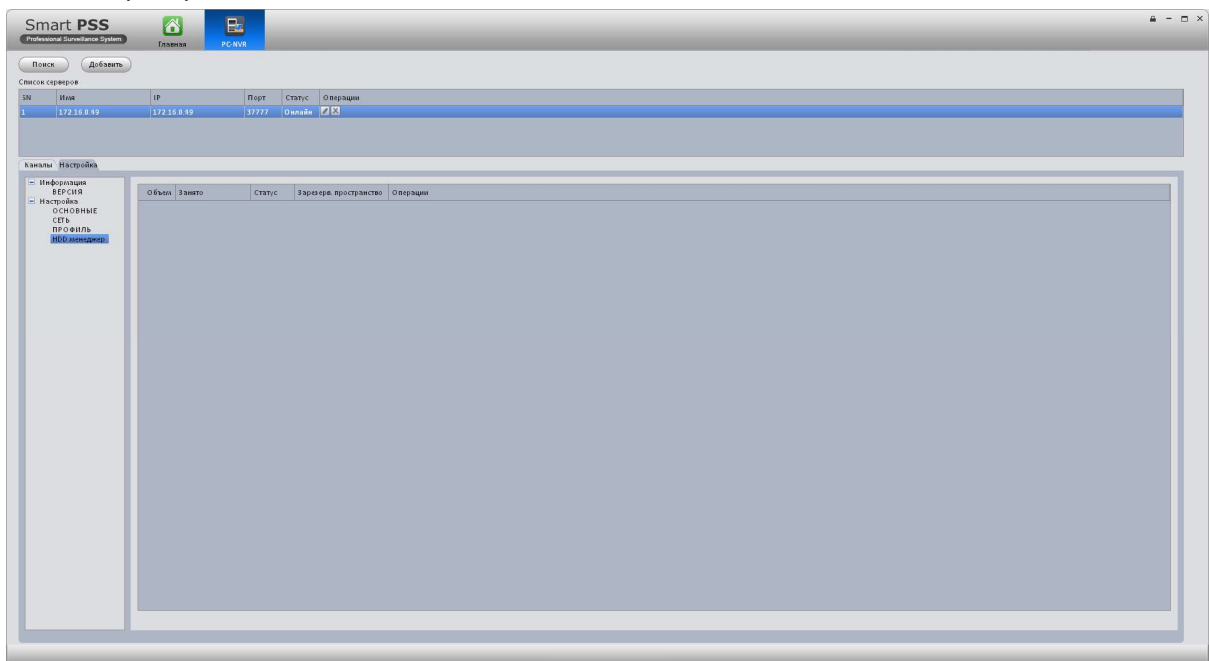 Smart PSS
Professional Surveillance System
Главная
PC-NVR
Поиск
Добавить
Список серверов
SN Имя IP Порт Статус Операции
1 172.16.0.49 172.16.0.49 37777 Онлайн
Каналы Настройка
Информация
ВЕРСИЯ
Настройка
ОСНОВНЫЕ
СЕТЬ
ПРОФИЛЬ
HDD менеджер
Объем Занято Статус Зарезерв. пространство Операции